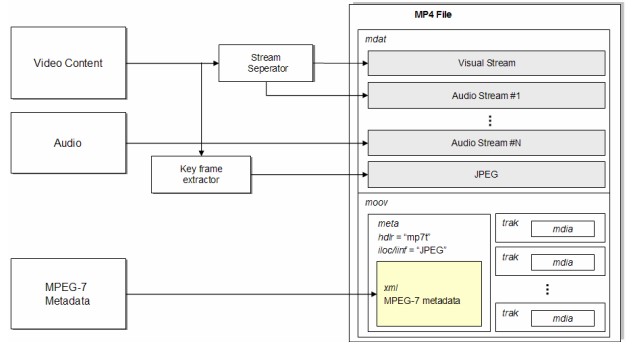 MP4 File
mdat
Video Content
Stream
Seperator
Visual Stream
Audio Stream #1
Audio
Audio Stream #N
Key frame
extractor
JPEG
moov
meta
hdlr = “mp7t”
iloc/iinf = “JPEG”
trak
mdia
trak
mdia
MPEG-7
Metadata
xml
MPEG-7 metadata
trak
mdia